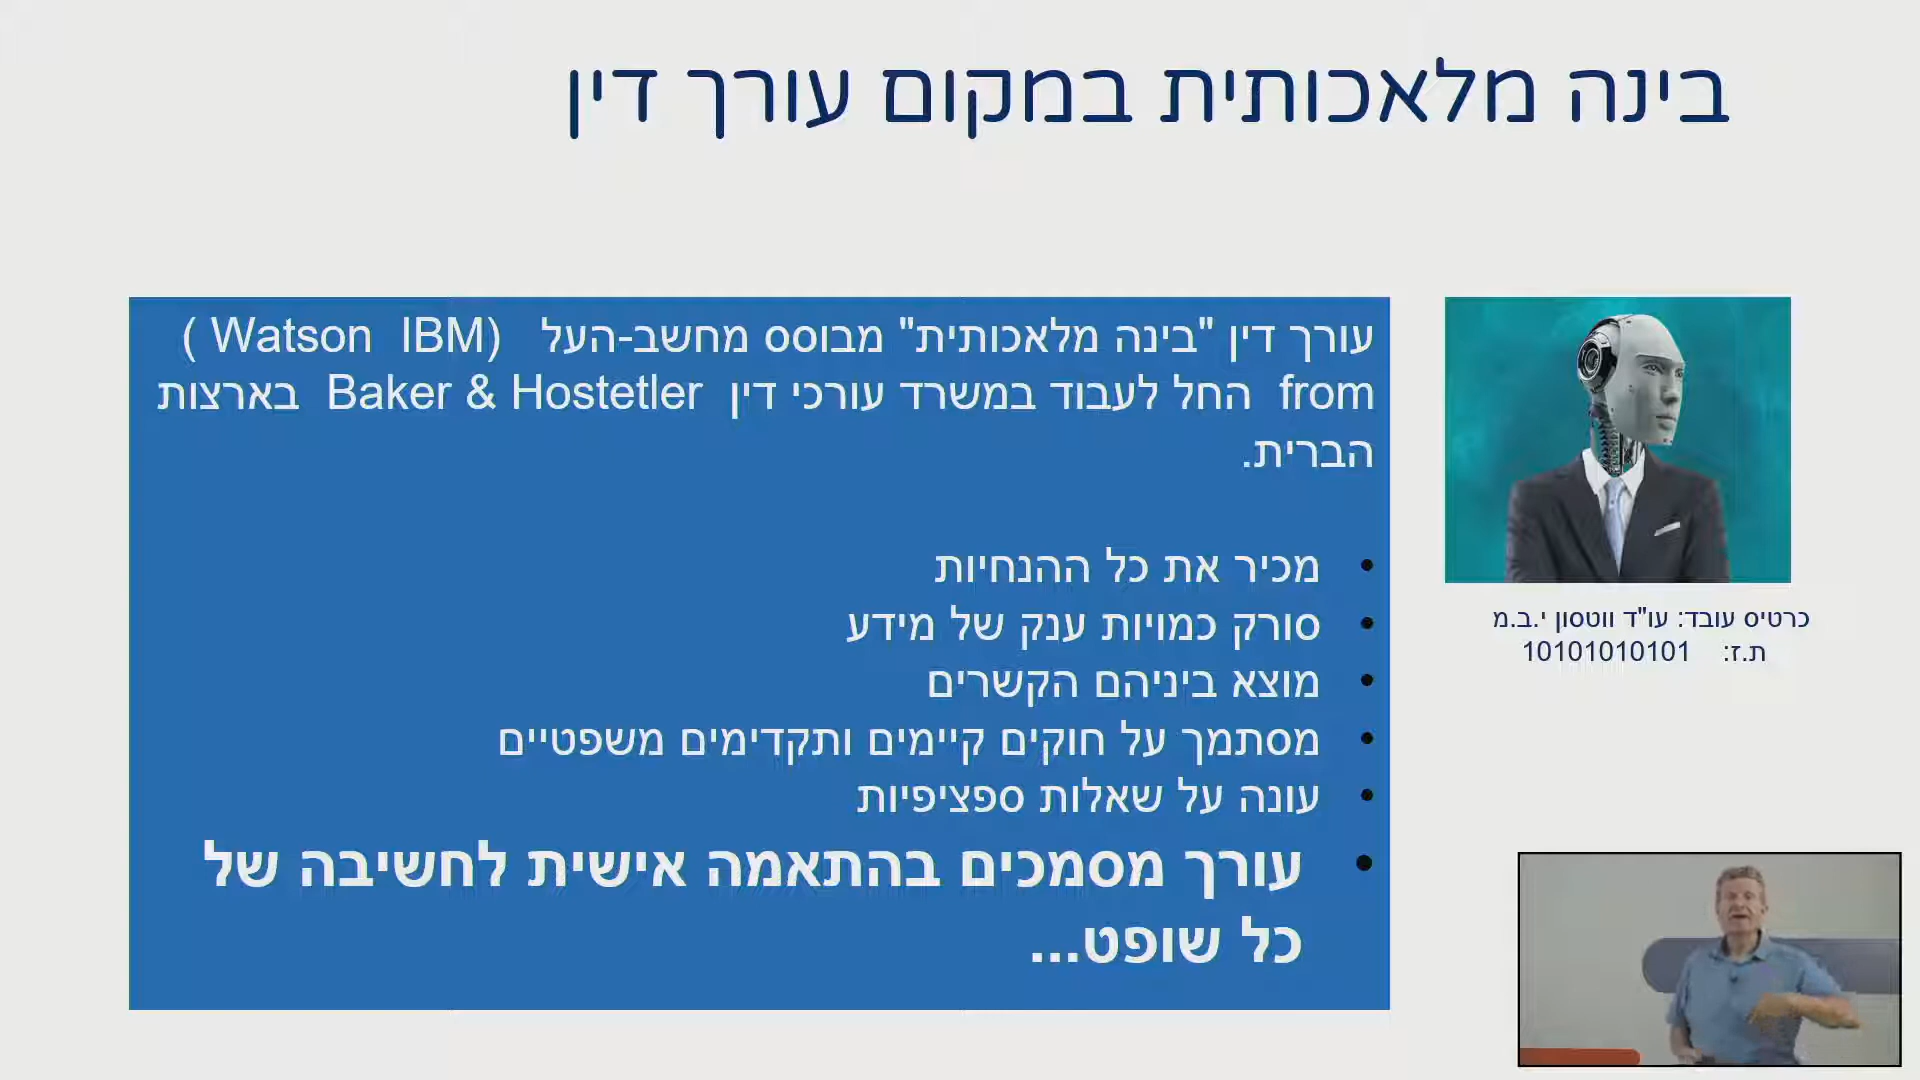 בינה מלאכותית במקום עורך דין
עורך דין "בינה מלאכותית" מבוסס מחשב-העל (Watson IBM )
from החל לעבוד במשרד עורכי דין Baker & Hostetler בארצות
הברית.
• מכיר את כל ההנחיות
• סורק כמויות ענק של מידע
• מוצא ביניהם הקשרים
• מסתמך על חוקים קיימים ותקדימים משפטיים
• עונה על שאלות ספציפיות
• עורך מסמכים בהתאמה אישית לחשיבה של
כל שופט...
כרטיס עובד: עו"ד ווטסון י.ב.מ
ת.ז: 10101010101